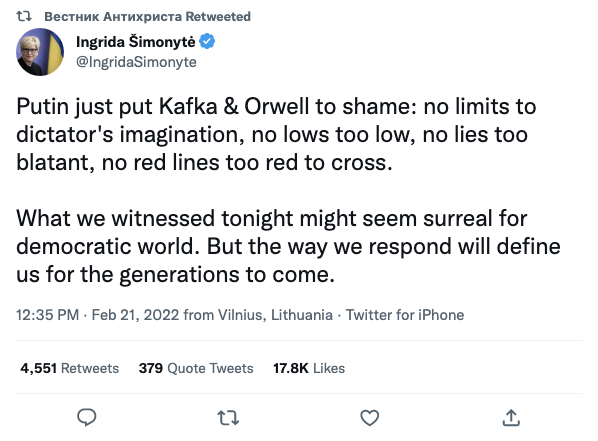 Вестник Антихриста Retweeted
Ingrida Šimonytė
@IngridaSimonyte
Putin just put Kafka & Orwell to shame: no limits to
dictator's imagination, no lows too low, no lies too
blatant, no red lines too red to cross.
What we witnessed tonight might seem surreal for
democratic world. But the way we respond will define
us for the generations to come.
12:35 PM · Feb 21, 2022 from Vilnius, Lithuania · Twitter for iPhone
4,551 Retweets 379 Quote Tweets 17.8K Likes